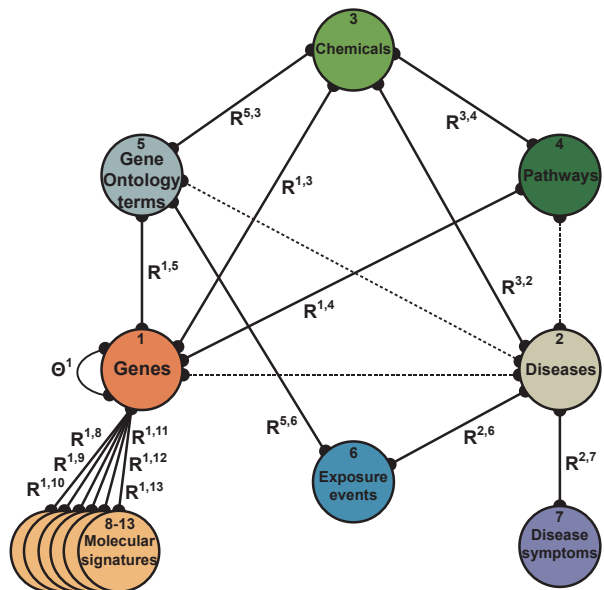 3
Chemicals
R5,3
R3,4
5
Gene
Ontology
terms
4
Pathways
R1,3
R1,5
R3,2
R1,4
1
Genes
Θ1
2
Diseases
R5,6
R2,6
R2,7
R1,8
R1,9
R1,10
R1,11
R1,12
R1,13
6
Exposure
events
8-13
Molecular
signatures
7
Disease
symptoms